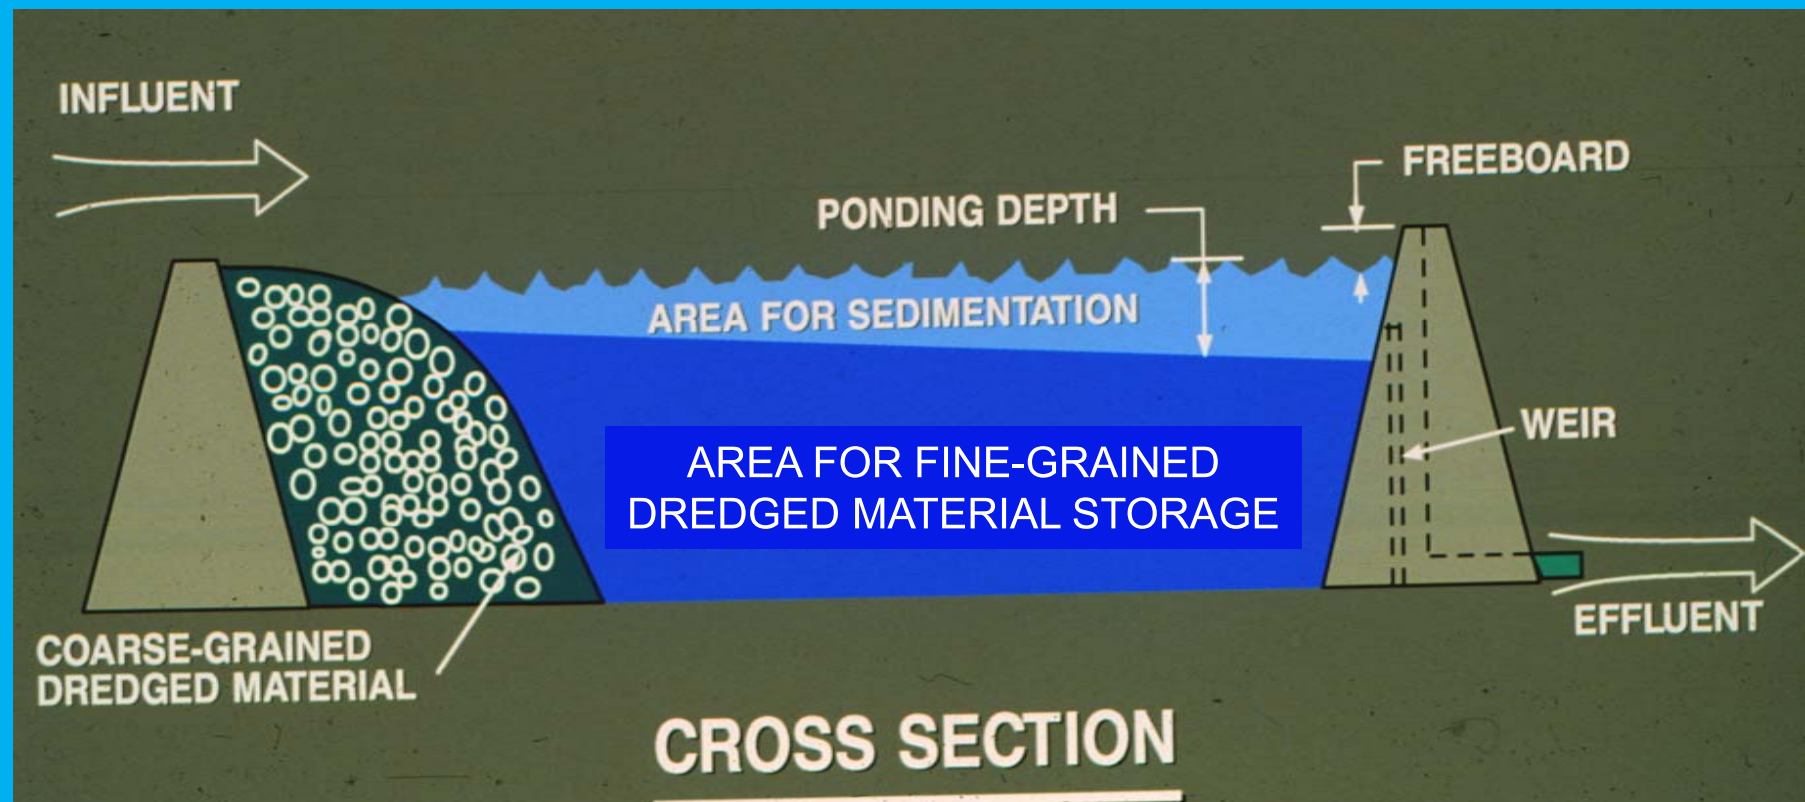 INFLUENT
FREEBOARD
PONDING DEPTH
AREA FOR SEDIMENTATION
AREA FOR FINE-GRAINED
DREDGED MATERIAL STORAGE
WEIR
EFFLUENT
COARSE-GRAINED
DREDGED MATERIAL
CROSS SECTION